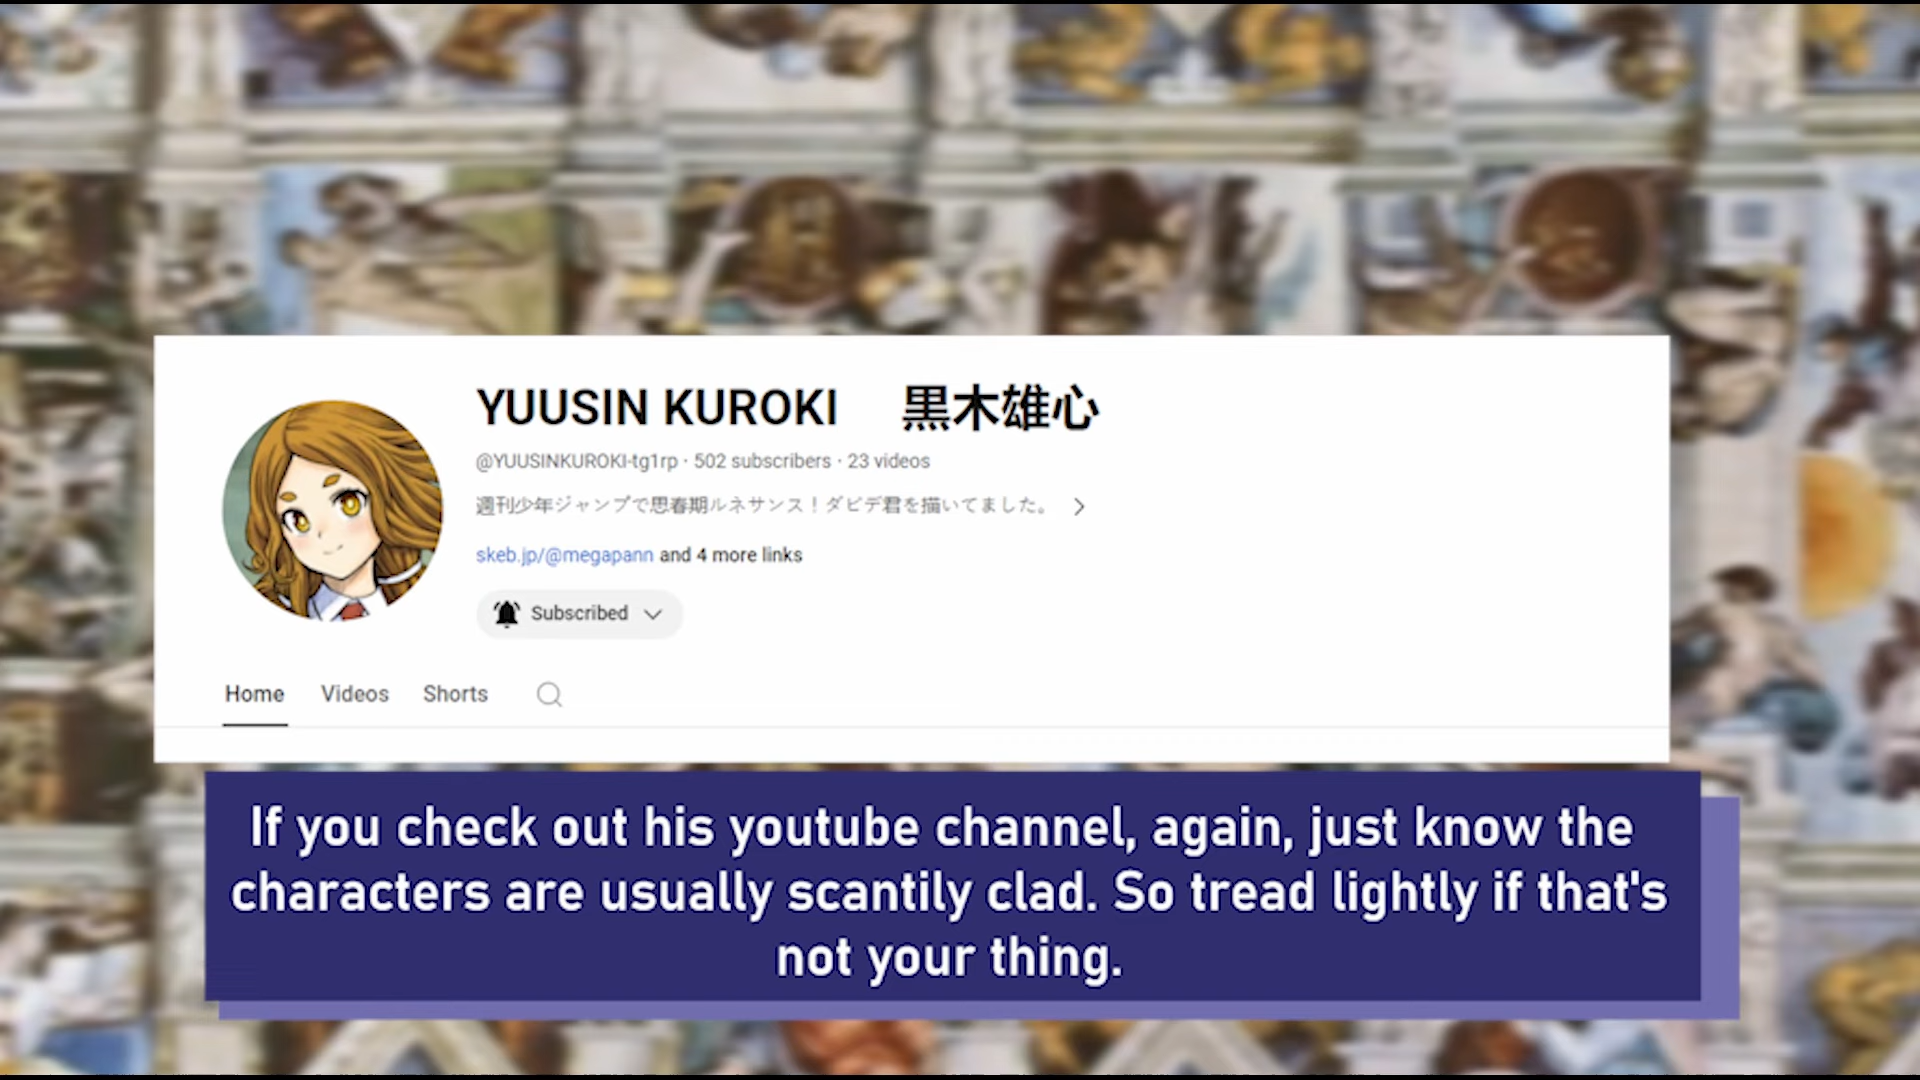 YUUSIN KUROKI 黒木雄心
@YUUSINKUROKI-tg1rp · 502 subscribers · 23 videos
週刊少年ジャンプで思春期ルネサンス！ダビデ君を描いてました。
skeb.jp/@megapann and 4 more links
Subscribed
Home Videos Shorts
If you check out his youtube channel, again, just know the
characters are usually scantily clad. So tread lightly if that's
not your thing.